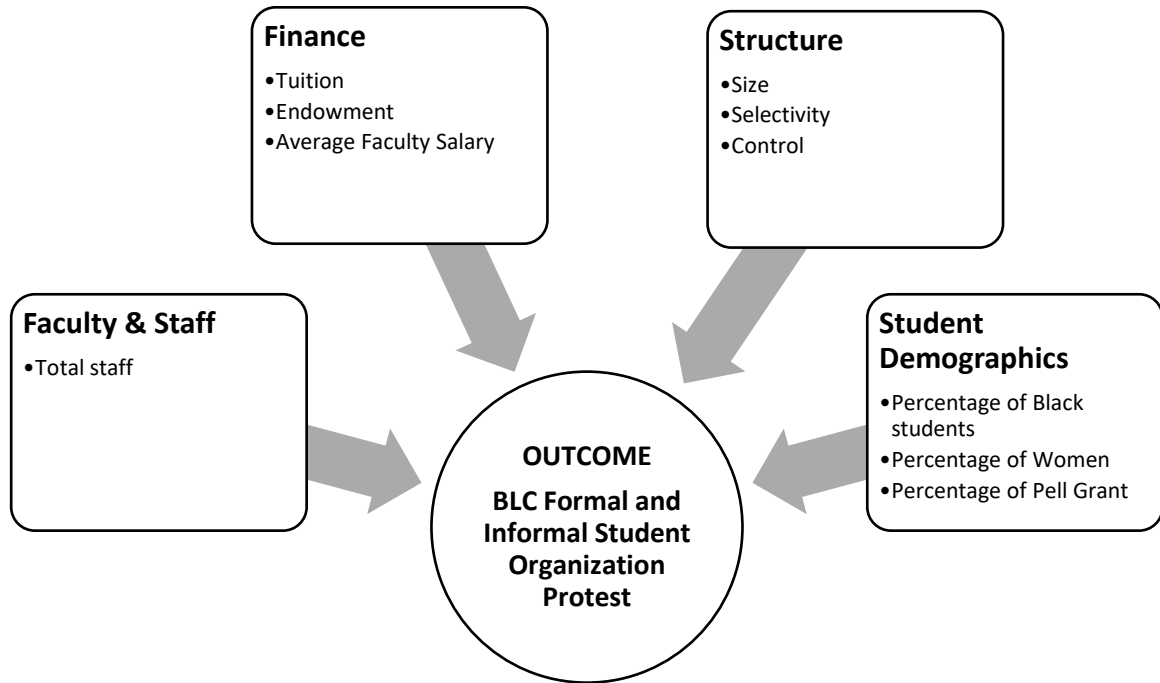 Finance
•Tuition
•Endowment
•Average Faculty Salary
Structure
•Size
•Selectivity
•Control
Faculty & Staff
•Total staff
Student
Demographics
•Percentage of Black
students
•Percentage of Women
•Percentage of Pell Grant
OUTCOME
BLC Formal and
Informal Student
Organization
Protest